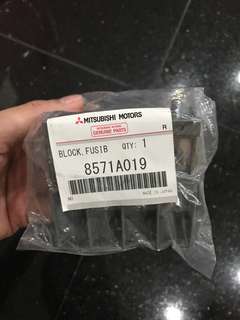 MITSUBISHI MOTORS
GENUINE PARTS
R
BLOCK,FUSIB QTY: 1
8571A019
MADE IN JAPAN